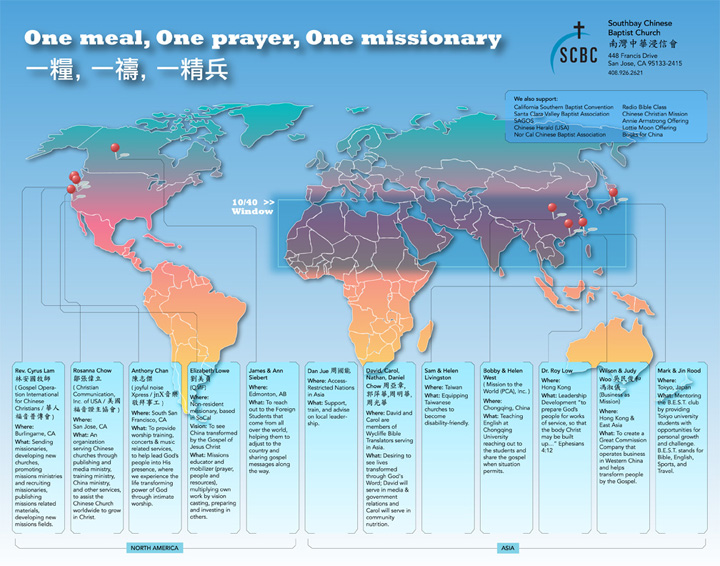 One meal, One prayer, One missionary
一糧, 一禱, 一精兵
SCBC
Southbay Chinese
Baptist Church
南灣中華浸信會
448 Francis Drive
San Jose, CA 95133-2415
408.926.2621
We also support:
California Southern Baptist Convention
Santa Clara Valley Baptist Association
SAGOS
Chinese Herald (USA)
Nor Cal Chinese Baptist Association
Radio Bible Class
Chinese Christian Mission
Annie Armstrong Offering
Lottie Moon Offering
Bricks for China
10/40 >>
Window
Rev. Cyrus Lam
林安國牧師
( Gospel Opera-
tion International
for Chinese
Christians / 華人
福音普傳會)
Where:
Burlingame, CA
What: Sending
missionaries,
developing new
churches,
promoting
missions ministries
and recruiting
missionaries,
publishing
missions related
materials,
developing new
missions fields.
Rosanna Chow
( Christian
Communication,
Inc. of USA / 美國
福音證主協會)
Where:
San Jose, CA
What: An
organization
serving Chinese
churches through
publishing and
media ministry,
training ministry,
China ministry,
and other services,
to assist the
Chinese Church
worldwide to grow
in Christ.
Anthony Chan
陳志傑
( joyful noise
Xpress / jnX音樂
敬拜事工)
Where: South San
Francisco, CA
What: To provide
worship training,
concerts & music
related services,
to help lead God's
people into His
presence, where
we experience the
life transforming
power of God
through intimate
worship.
Elizabeth Lowe
(OMF)
Where:
Non-resident
missionary, based
in SoCal
Vision: To see
China transformed
by the Gospel of
Jesus Christ
What: Missions
educator and
mobilizer (prayer,
people and
resources),
multiplying own
work by vision
casting, preparing
and investing in
others.
James & Ann
Siebert
Where:
Edmonton, AB
What: To reach
out to the Foreign
Students that
come from all
over the world,
helping them to
adjust to the
country and
sharing gospel
messages along
the way.
Dan Jue 周國能
Where: Access-
Restricted Nations
in Asia
What: Support,
train, and advise
on local leader-
ship.
David, Carol,
Nathan, Daniel
Chow 周亞章,
郭萍華,周明華,
周光華
Where: David and
Carol are
members of
Wycliffe Bible
Translators serving
in Asia.
What: Desiring to
see lives
transformed
through God's
Word; David will
serve in media &
government
relations and
Carol will serve in
community
nutrition.
Sam & Helen
Livingston
Where: Taiwan
What: Equipping
Taiwanese
churches to
become
disability-friendly.
Bobby & Helen
West
( Mission to the
World (PCA), Inc.)
Where:
Chongqing, China
What: teaching
English at
Chongqing
University
reaching out to
the students and
share the gospel
when situation
permits.
Dr. Roy Low
Where:
Hong Kong
What: Leadership
Development "to
prepare God's
people for works
of service, so that
the body Christ
may be built
up..." Ephesians
4:12
Wilson & Judy
Woo 吳民俊和
馮淑儀
(Business as
Mission)
Where:
Hong Kong &
East Asia
What: To create a
Great Commission
Company that
operates business
in Western China
and helps
transform people
by the Gospel.
Mark & Jin Rood
Where:
Tokyo, Japan
What: Mentoring
the B.E.S.T. club
by providing Tokyo
university students
with opportunities
for personal
growth and
challenge.
B.E.S.T. stands for
Bible, English,
Sports, and
Travel.
NORTH AMERICA
ASIA